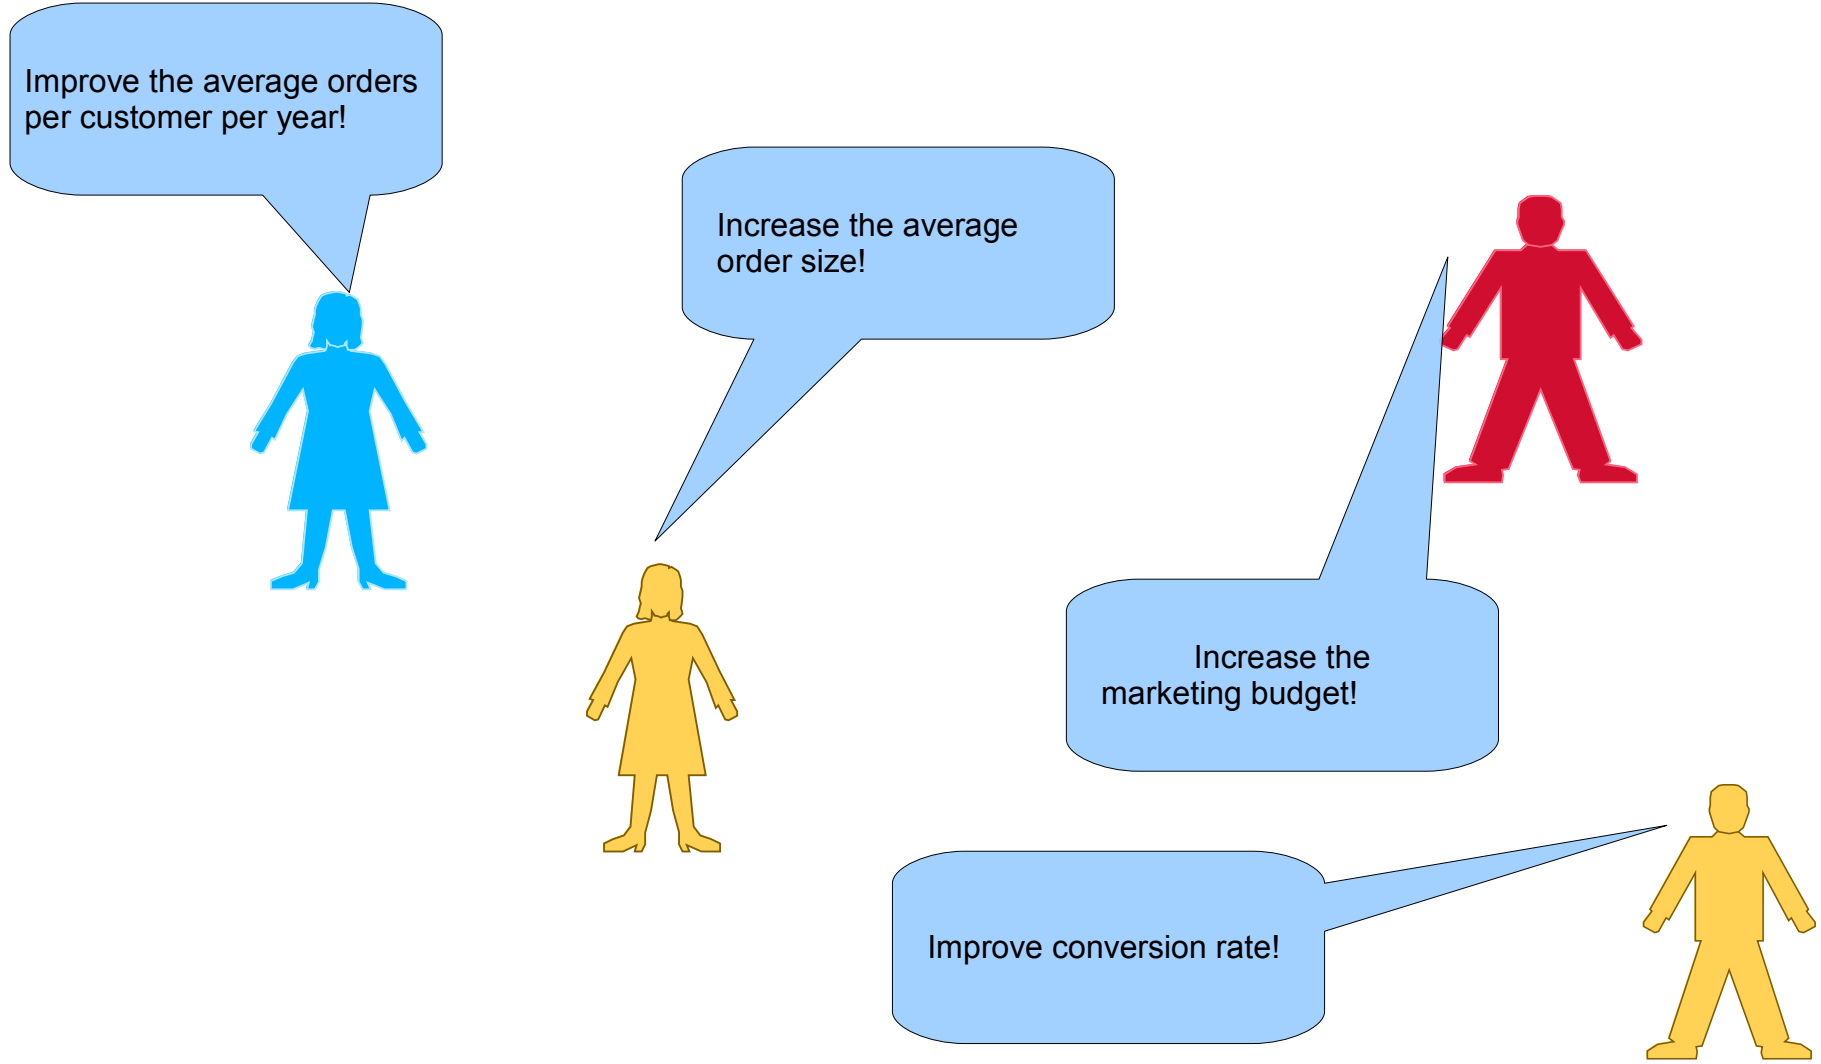 Improve the average orders
per customer per year!
Increase the average
order size!
Increase the
marketing budget!
Improve conversion rate!